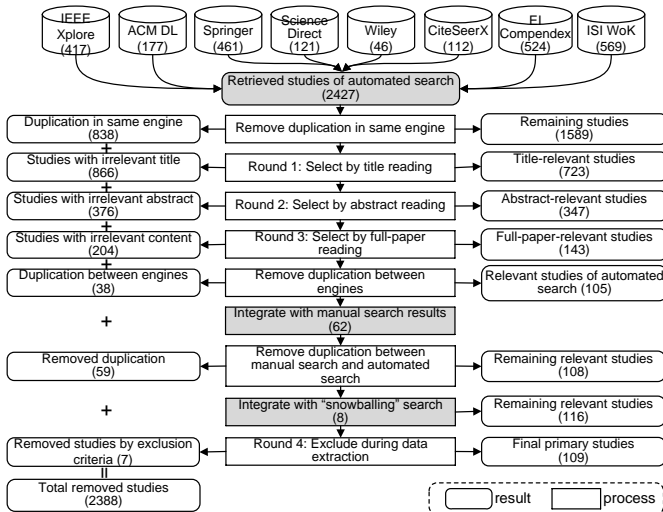 IEEE Xplore (417)
ACM DL (177)
Springer (461)
Science Direct (121)
Wiley (46)
CiteSeerX (112)
EI Compendex (524)
ISI WoK (569)
Retrieved studies of automated search
(2427)
Duplication in same engine
(838)
Remove duplication in same engine
Remaining studies
(1589)
+
Studies with irrelevant title
(866)
Round 1: Select by title reading
Title-relevant studies
(723)
+
Studies with irrelevant abstract
(376)
Round 2: Select by abstract reading
Abstract-relevant studies
(347)
+
Studies with irrelevant content
(204)
Round 3: Select by full-paper
reading
Full-paper-relevant studies
(143)
+
Duplication between engines
(38)
Remove duplication between
engines
Relevant studies of automated
search (105)
+
Integrate with manual search results
(62)
Removed duplication
(59)
Remove duplication between
manual search and automated
search
Remaining relevant studies
(108)
+
Integrate with “snowballing” search
(8)
Remaining relevant studies
(116)
Removed studies by exclusion
criteria (7)
Round 4: Exclude during data
extraction
Final primary studies
(109)
=
Total removed studies
(2388)
result
process